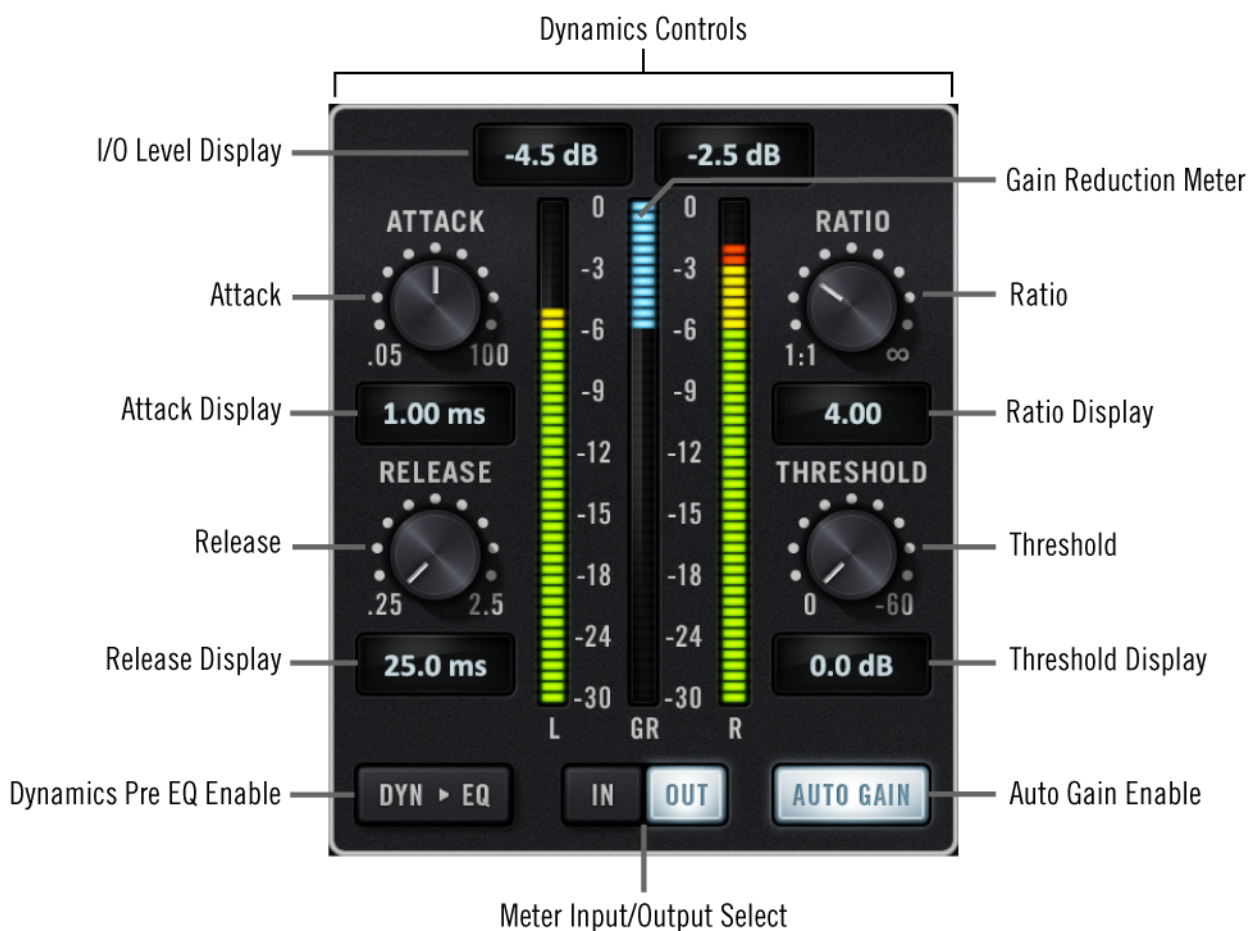 Dynamics Controls
I/O Level Display
-4.5 dB
-2.5 dB
Gain Reduction Meter
ATTACK
0
0
RATIO
-3
-3
Attack
Ratio
.05
100
-6
-6
1:1
∞
Attack Display
1.00 ms
-9
-9
4.00
Ratio Display
RELEASE
-12
-12
THRESHOLD
-15
-15
Release
Threshold
.25
2.5
-18
-18
0
-60
Release Display
25.0 ms
-24
-24
0.0 dB
Threshold Display
-30
-30
L
GR
R
Dynamics Pre EQ Enable
DYN ▸ EQ
IN
OUT
AUTO GAIN
Auto Gain Enable
Meter Input/Output Select